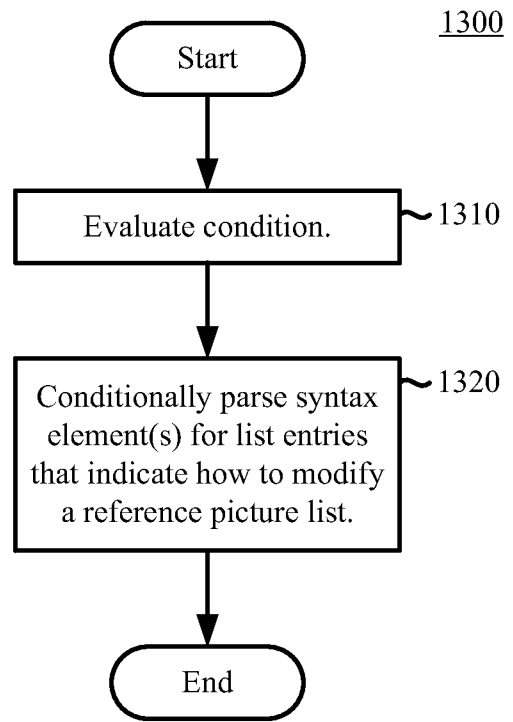 1300
Start
Evaluate condition.
1310
Conditionally parse syntax
element(s) for list entries
that indicate how to modify
a reference picture list.
1320
End